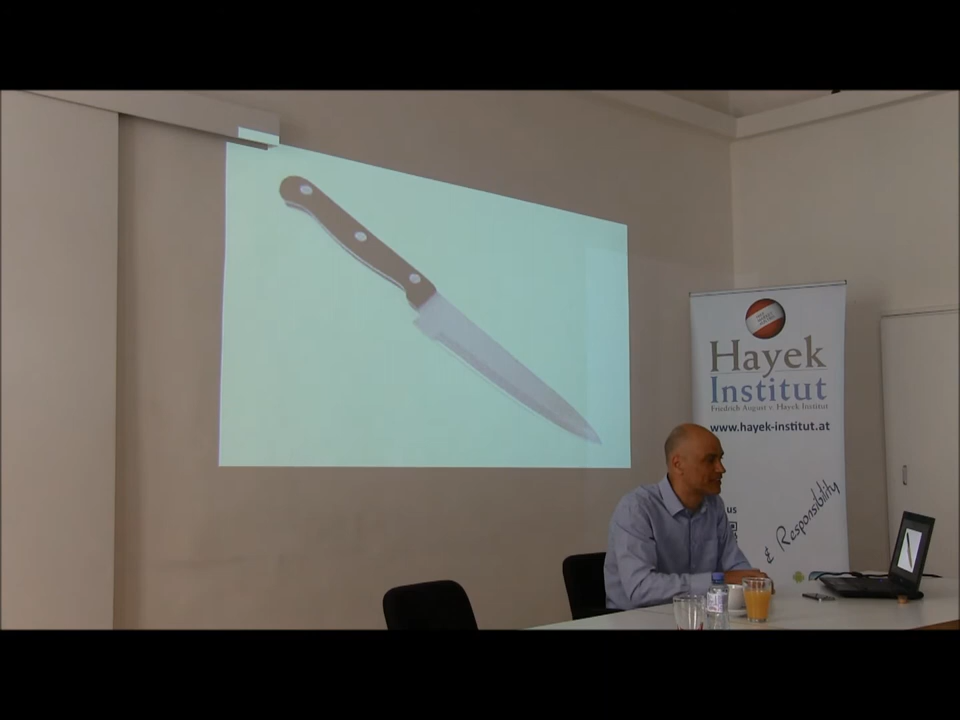 Hayek
Institut
Friedrich August v. Hayek Institut
www.hayek-institut.at
us
& Responsibility